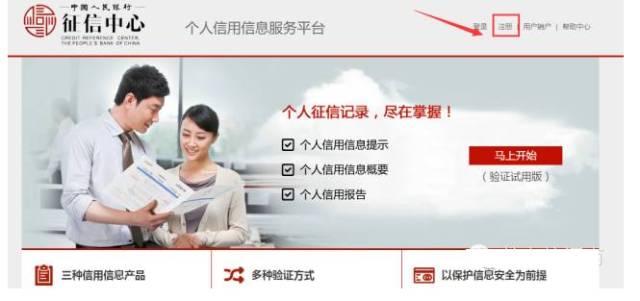 中国人民银行
征信中心
CREDIT REFERENCE CENTER,
THE PEOPLE'S BANK OF CHINA
个人信用信息服务平台
登录 | 注册 | 用户销户 | 帮助中心
个人征信记录，尽在掌握！
个人信用信息提示
个人信用信息概要
个人信用报告
马上开始
（验证试用版）
三种信用信息产品
多种验证方式
以保护信息安全为前提